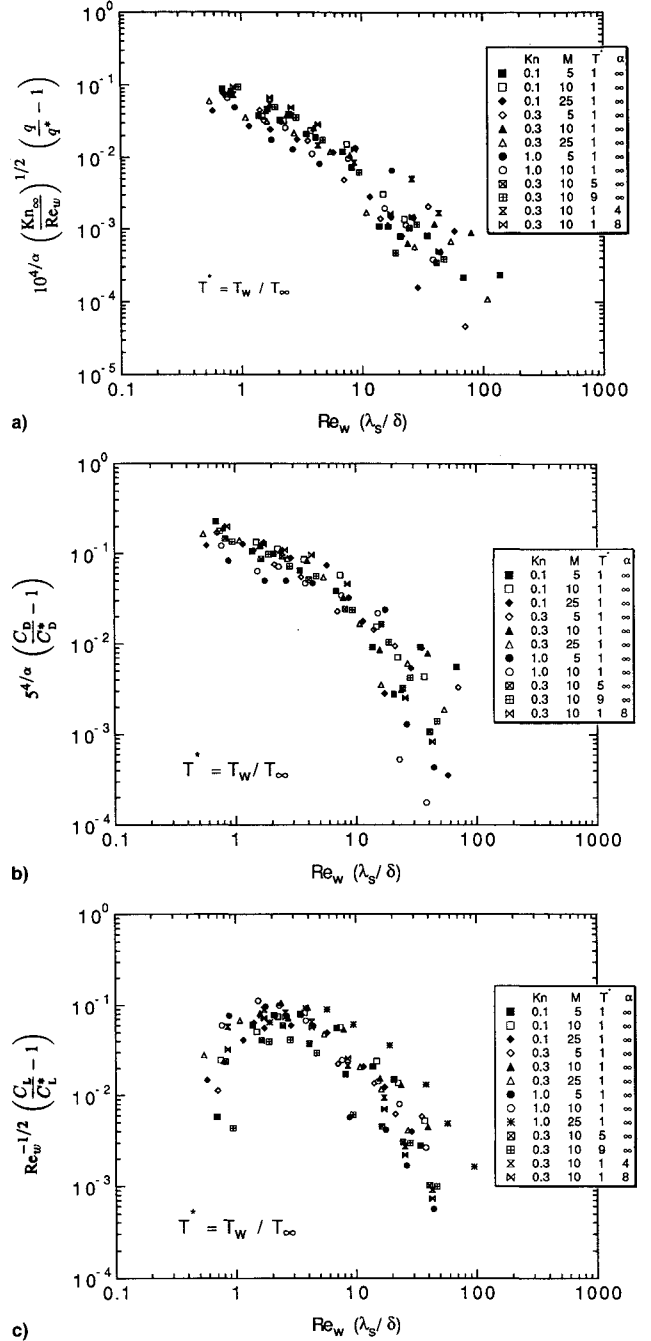 10⁰
10⁻¹
10⁻²
10⁻³
10⁻⁴
10⁻⁵
10^{4/α} (Kn_∞/Re_w)^{1/2} (q/q* − 1)
T* = T_W / T_∞
Kn M T* α
0.1 5 1 ∞
0.1 10 1 ∞
0.1 25 1 ∞
0.3 5 1 ∞
0.3 10 1 ∞
0.3 25 1 ∞
1.0 5 1 ∞
1.0 10 1 ∞
0.3 10 5 ∞
0.3 10 9 ∞
0.3 10 1 4
0.3 10 1 8
0.1 1 10 100 1000
a) Re_w (λ_s/ δ)
10⁰
10⁻¹
10⁻²
10⁻³
10⁻⁴
5^{4/α} (C_D/C_D* − 1)
T* = T_W/ T_∞
Kn M T* α
0.1 5 1 ∞
0.1 10 1 ∞
0.1 25 1 ∞
0.3 5 1 ∞
0.3 10 1 ∞
0.3 25 1 ∞
1.0 5 1 ∞
1.0 10 1 ∞
0.3 10 5 ∞
0.3 10 9 ∞
0.3 10 1 8
0.1 1 10 100 1000
b) Re_w (λ_s/ δ)
10⁰
10⁻¹
10⁻²
10⁻³
10⁻⁴
Re_w^{-1/2} (C_L/C_L* − 1)
T* = T_W / T_∞
Kn M T* α
0.1 5 1 ∞
0.1 10 1 ∞
0.1 25 1 ∞
0.3 5 1 ∞
0.3 10 1 ∞
0.3 25 1 ∞
1.0 5 1 ∞
1.0 10 1 ∞
1.0 25 1 ∞
0.3 10 5 ∞
0.3 10 9 ∞
0.3 10 1 4
0.3 10 1 8
0.1 1 10 100 1000
c) Re_w (λ_s/ δ)